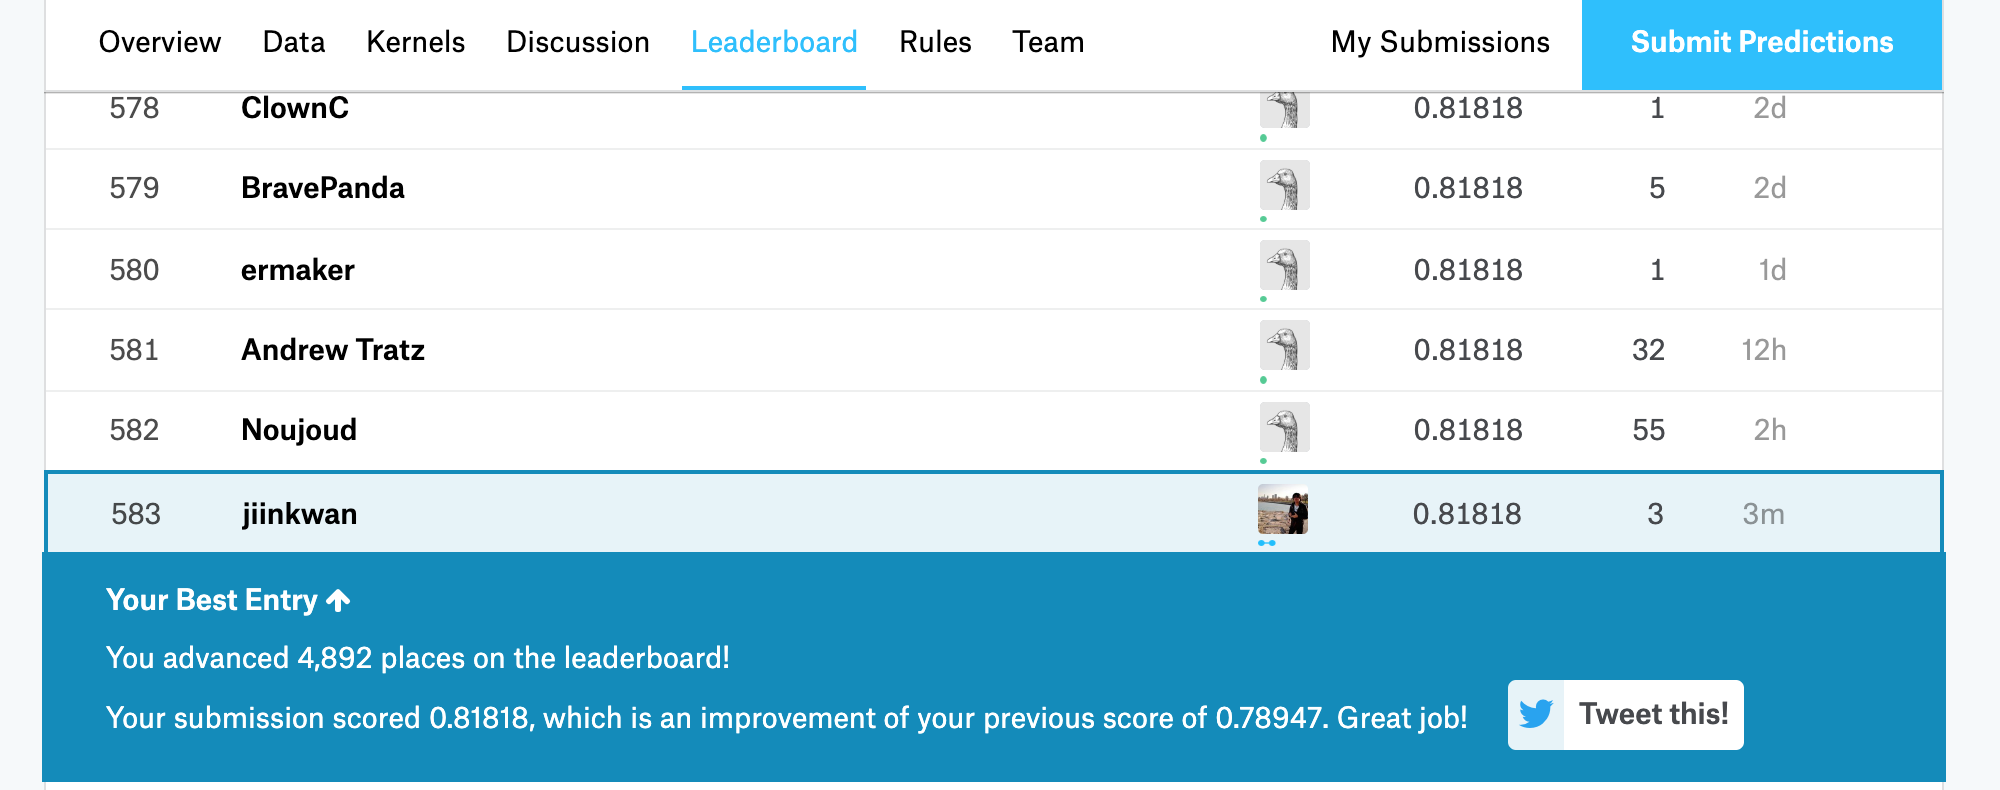 Overview Data Kernels Discussion Leaderboard Rules Team My Submissions Submit Predictions
578 ClownC 0.81818 1 2d
579 BravePanda 0.81818 5 2d
580 ermaker 0.81818 1 1d
581 Andrew Tratz 0.81818 32 12h
582 Noujoud 0.81818 55 2h
583 jiinkwan 0.81818 3 3m
Your Best Entry
You advanced 4,892 places on the leaderboard!
Your submission scored 0.81818, which is an improvement of your previous score of 0.78947. Great job! Tweet this!